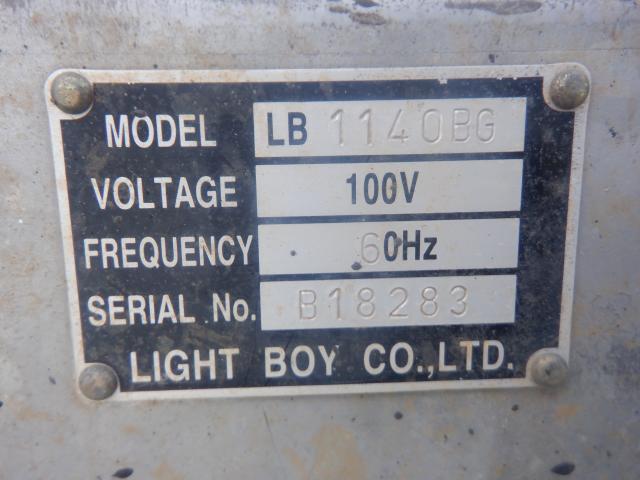 MODEL LB 1140BG
VOLTAGE 100V
FREQUENCY 60Hz
SERIAL No. B18283
LIGHT BOY CO.,LTD.